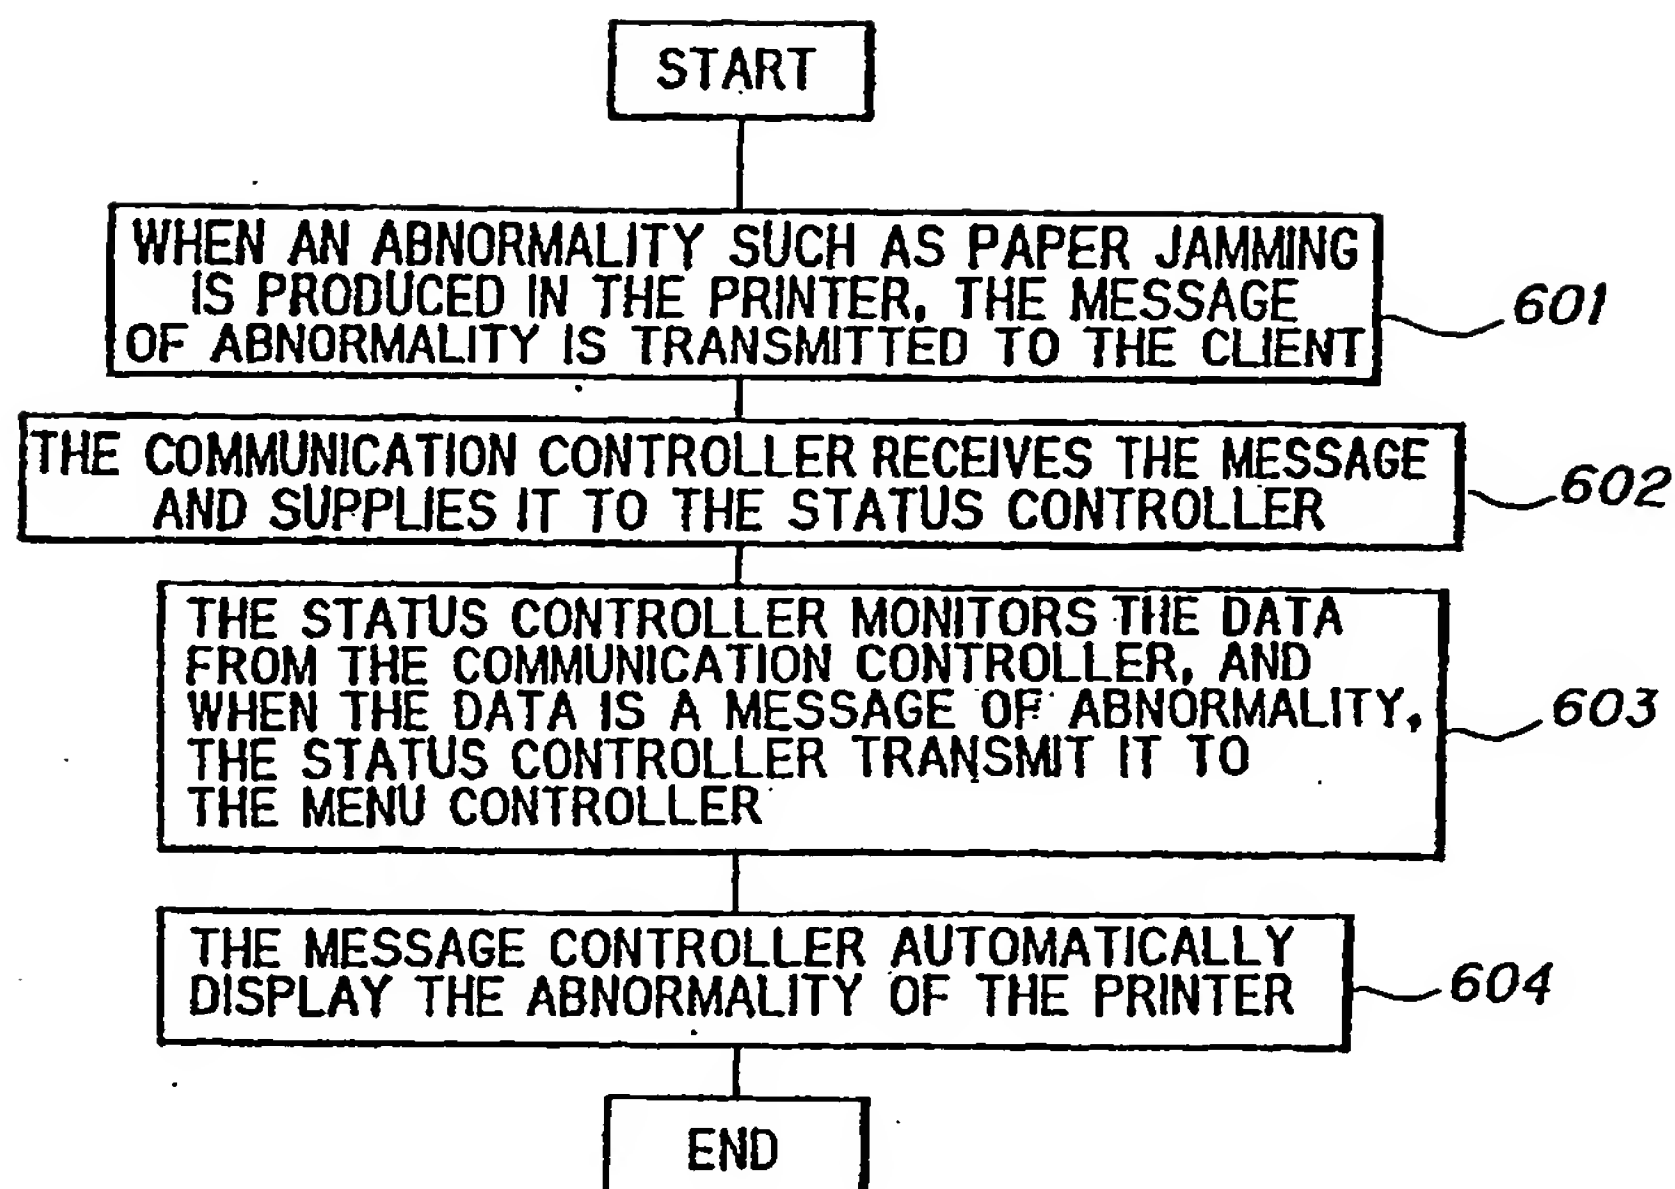 START
WHEN AN ABNORMALITY SUCH AS PAPER JAMMING
IS PRODUCED IN THE PRINTER, THE MESSAGE
OF ABNORMALITY IS TRANSMITTED TO THE CLIENT
601
THE COMMUNICATION CONTROLLER RECEIVES THE MESSAGE
AND SUPPLIES IT TO THE STATUS CONTROLLER
602
THE STATUS CONTROLLER MONITORS THE DATA
FROM THE COMMUNICATION CONTROLLER, AND
WHEN THE DATA IS A MESSAGE OF ABNORMALITY,
THE STATUS CONTROLLER TRANSMIT IT TO
THE MENU CONTROLLER
603
THE MESSAGE CONTROLLER AUTOMATICALLY
DISPLAY THE ABNORMALITY OF THE PRINTER
604
END